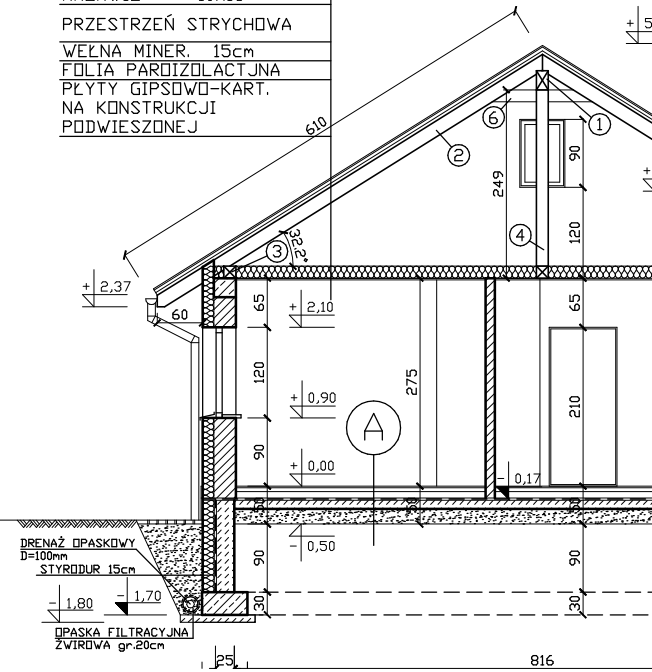 PRZESTRZEŃ STRYCHOWA
WEŁNA MINER. 15cm
FOLIA PAROIZOLACTJNA
PŁYTY GIPSOWO-KART.
NA KONSTRUKCJI
PODWIESZONEJ
+ 5
610
6
1
2
249
90
4
120
3
32.2°
+ 2,37
60
65
+ 2,10
65
120
275
+ 0,90
210
A
90
+ 0,00
- 0,17
50
50
50
- 0,50
DRENAŻ OPASKOWY
D=100mm
STYRODUR 15cm
90
90
- 1,80
- 1,70
30
30
OPASKA FILTRACYJNA
ŻWIROWA gr.20cm
25
816